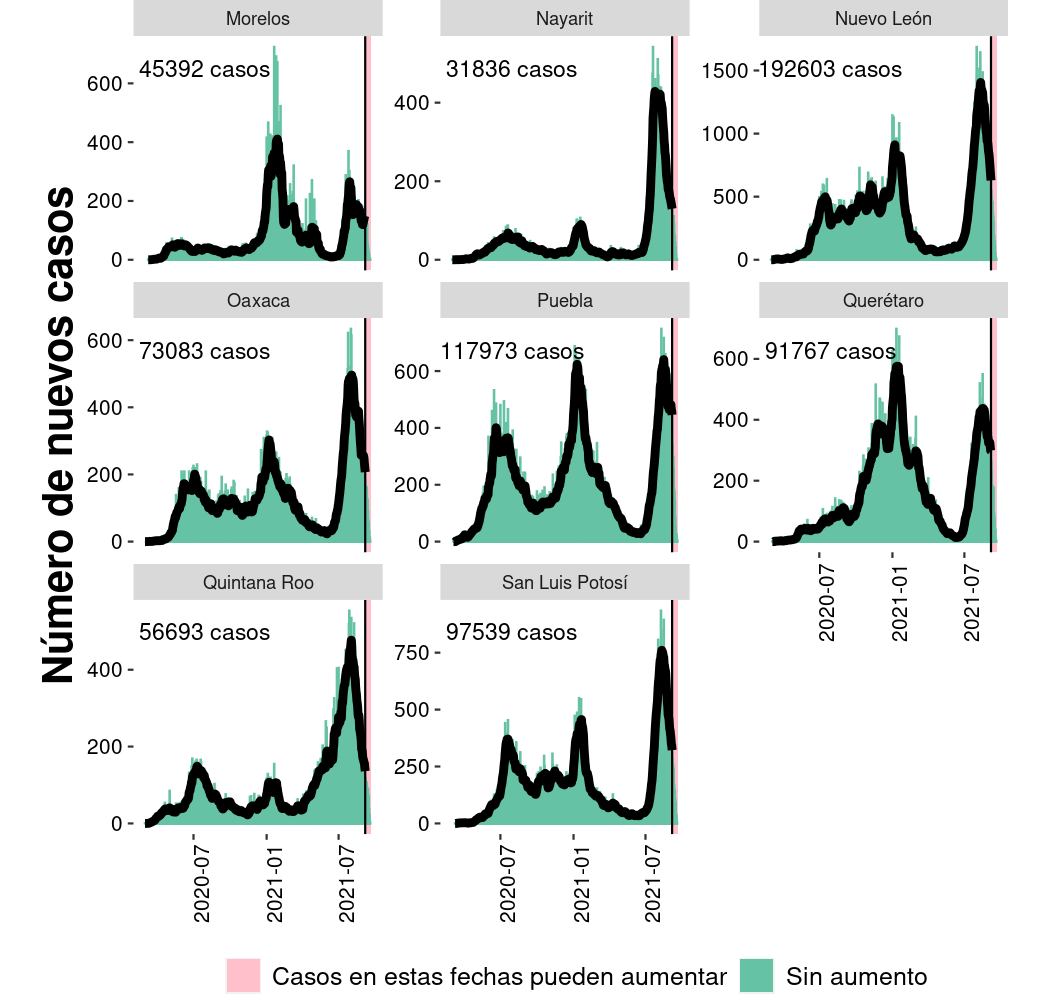 Número de nuevos casos
Morelos
45392 casos
600
400
200
0
Nayarit
31836 casos
400
200
0
Nuevo León
192603 casos
1500
1000
500
0
Oaxaca
73083 casos
600
400
200
0
Puebla
117973 casos
600
400
200
0
Querétaro
91767 casos
600
400
200
0
2020-07
2021-01
2021-07
Quintana Roo
56693 casos
400
200
0
2020-07
2021-01
2021-07
San Luis Potosí
97539 casos
750
500
250
0
2020-07
2021-01
2021-07
Casos en estas fechas pueden aumentar
Sin aumento